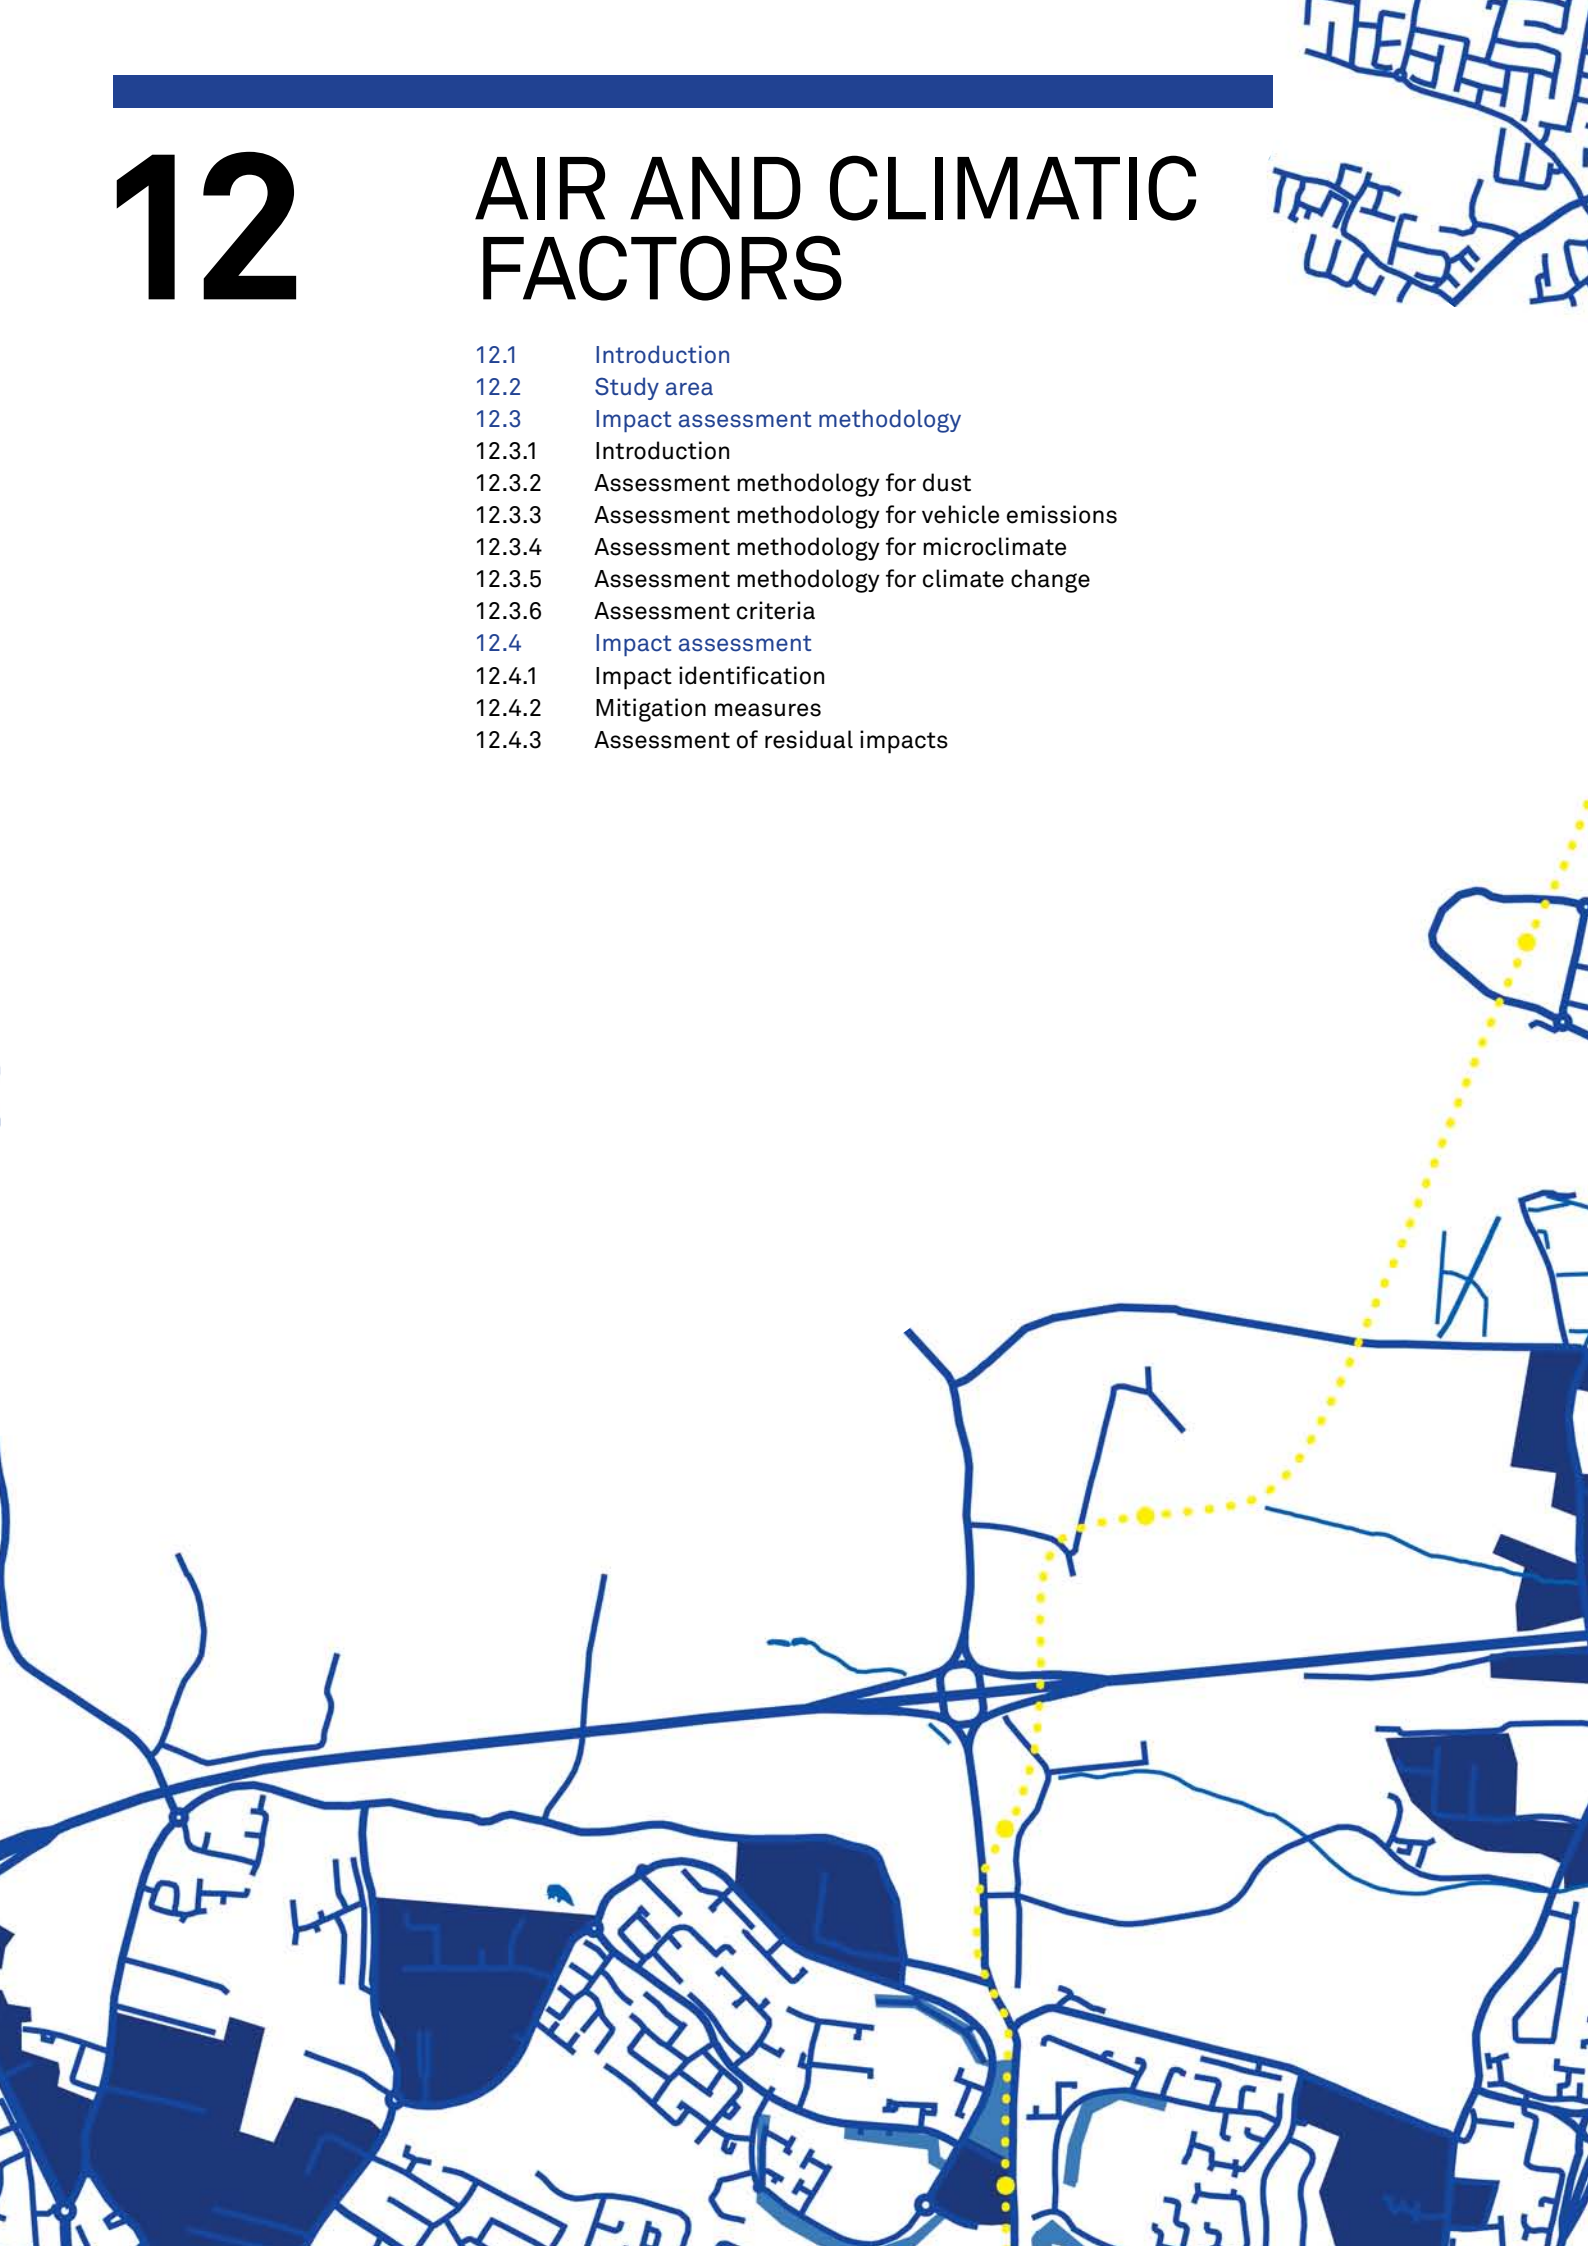 12
AIR AND CLIMATIC
FACTORS
12.1 Introduction
12.2 Study area
12.3 Impact assessment methodology
12.3.1 Introduction
12.3.2 Assessment methodology for dust
12.3.3 Assessment methodology for vehicle emissions
12.3.4 Assessment methodology for microclimate
12.3.5 Assessment methodology for climate change
12.3.6 Assessment criteria
12.4 Impact assessment
12.4.1 Impact identification
12.4.2 Mitigation measures
12.4.3 Assessment of residual impacts